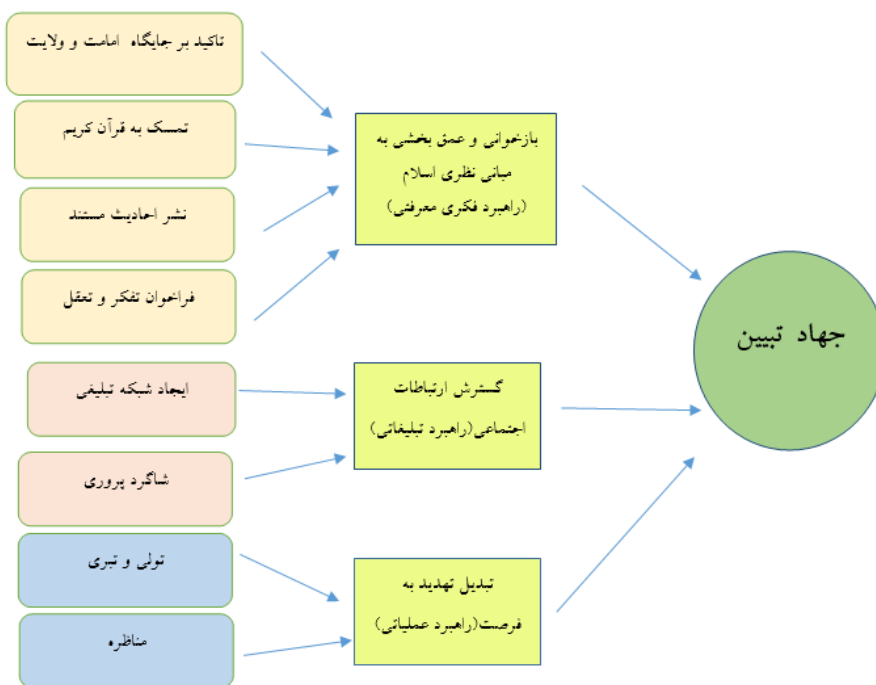 تاکید بر جایگاه امامت و ولایت
تمسک به قرآن کریم
نشر احادیث مستند
فراخوان تفکر و تعقل
ایجاد شبکه تبلیغی
شاگرد پروری
تولی و تبری
مناظره
بازخوانی و عمق بخشی به
مبانی نظری اسلام
(راهبرد فکری معرفتی)
گسترش ارتباطات
اجتماعی(راهبرد تبلیغاتی)
تبدیل تهدید به
فرصت(راهبرد عملیاتی)
جهاد تبیین